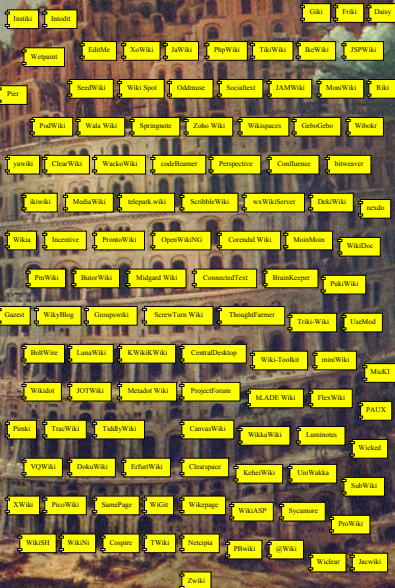 Giki Friki Daisy
Instiki Intodit
EditMe XoWiki JaWiki PhpWiki TikiWiki IkeWiki JSPWiki
Wetpaint
SeedWiki Wiki Spot Oddmuse Socialtext JAMWiki MoniWiki Riki
Pier
PodWiki Wala Wiki Springnote Zoho Wiki Wikispaces GeboGebo Wibokr
yawiki ClearWiki WackoWiki codeBeamer Perspective Confluence bitweaver
ikiwiki MediaWiki telepark.wiki ScribbleWiki wxWikiServer DekiWiki nexdo
Wikia Incentive ProntoWiki OpenWikiNG Corendal Wiki MoinMoin WikiDoc
PmWiki ButorWiki Midgard Wiki ConnectedText BrainKeeper PukiWiki
Gazest WikyBlog Groupswiki ScrewTurn Wiki ThoughtFarmer Triki-Wiki UseMod
BoltWire LunaWiki KWikiKWiki CentralDesktop Wiki-Toolkit miniWiki
MicKI
Wikidot JOTWiki Metadot Wiki ProjectForum bLADE Wiki FlexWiki
PAUX
Pimki TracWiki TiddlyWiki CanvasWiki WikkaWiki Luminotes
Wicked
VQWiki DokuWiki ErfurtWiki Clearspace KeheiWiki UniWakka
SubWiki
XWiki PicoWiki SamePage WiGit Wikepage WikiASP Sycamore
ProWiki
WikiSH WikiNi Cospire TWiki Netcipia PBwiki @Wiki
Wiclear Jacwiki
Zwiki